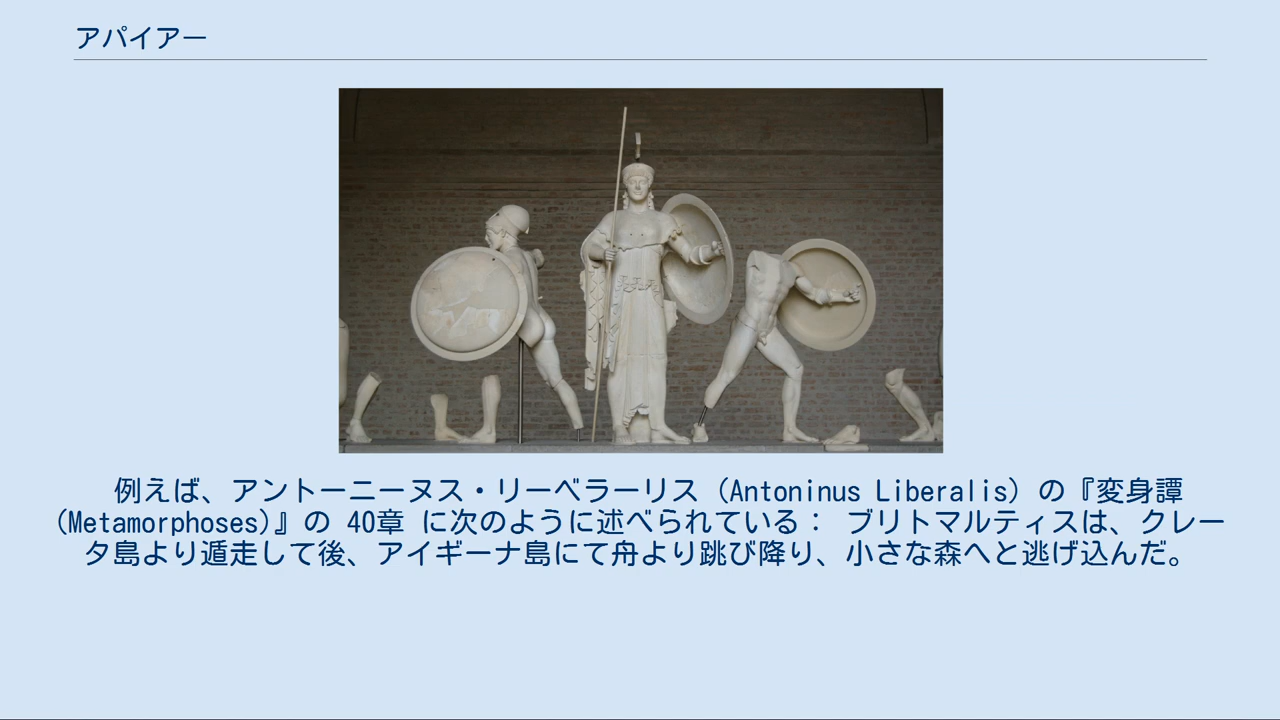 アパイアー
例えば、アントーニーヌス・リーベラーリス (Antoninus Liberalis) の『変身譚
(Metamorphoses)』の 40章 に次のように述べられている： ブリトマルティスは、クレー
タ島より遁走して後、アイギーナ島にて舟より跳び降り、小さな森へと逃げ込んだ。